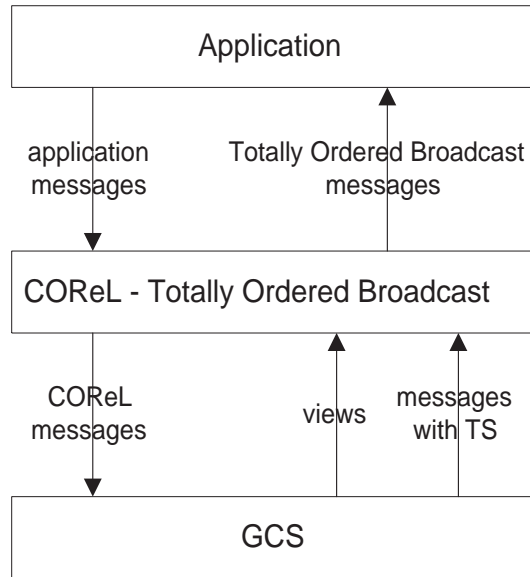 Application
application
messages
Totally Ordered Broadcast
messages
COReL - Totally Ordered Broadcast
COReL
messages
views
messages
with TS
GCS